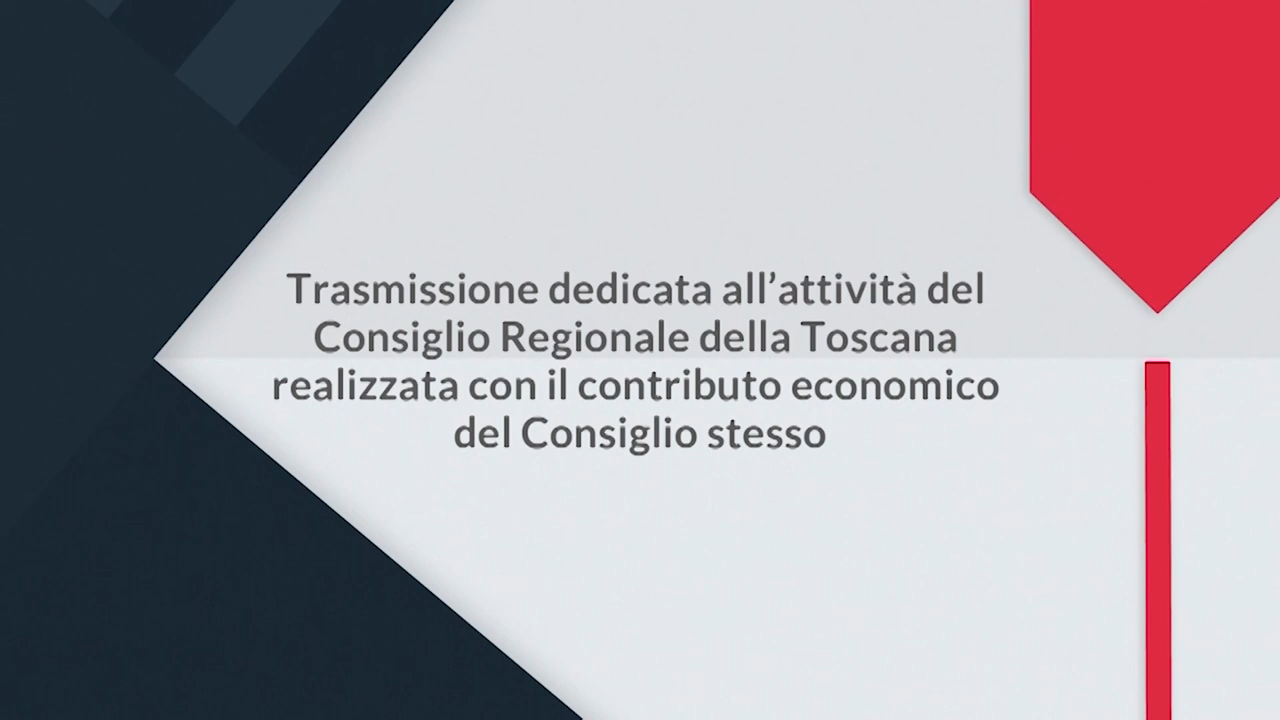 Trasmissione dedicata all’attività del
Consiglio Regionale della Toscana
realizzata con il contributo economico
del Consiglio stesso